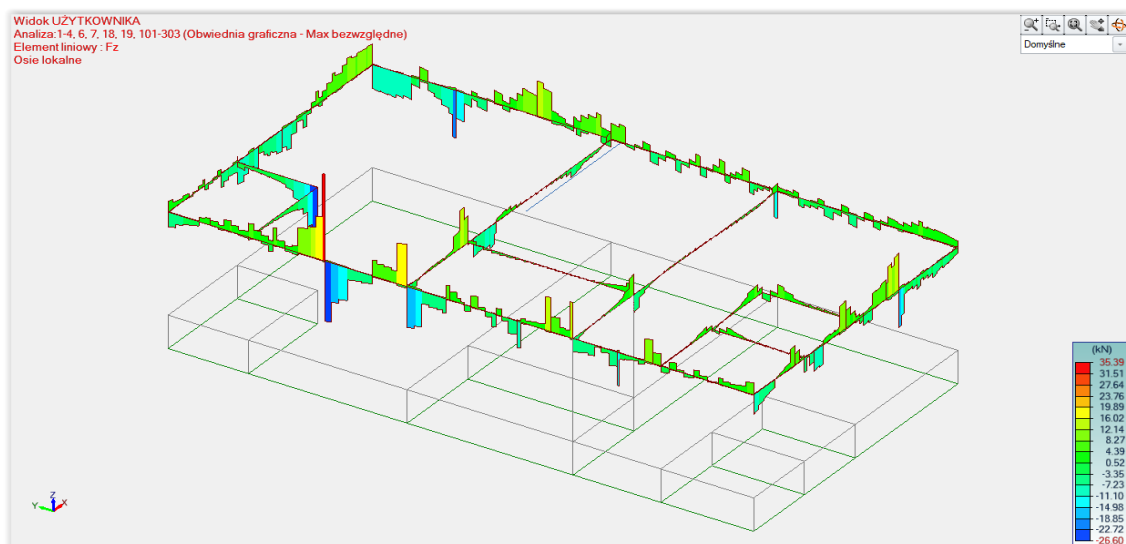 Widok UŻYTKOWNIKA
Analiza:1-4, 6, 7, 18, 19, 101-303 (Obwiednia graficzna - Max bezwzględne)
Element liniowy : Fz
Osie lokalne
Domyślne
(kN)
35.39
31.51
27.64
23.76
19.89
16.02
12.14
8.27
4.39
0.52
-3.35
-7.23
-11.10
-14.98
-18.85
-22.72
-26.60
Z
Y
X